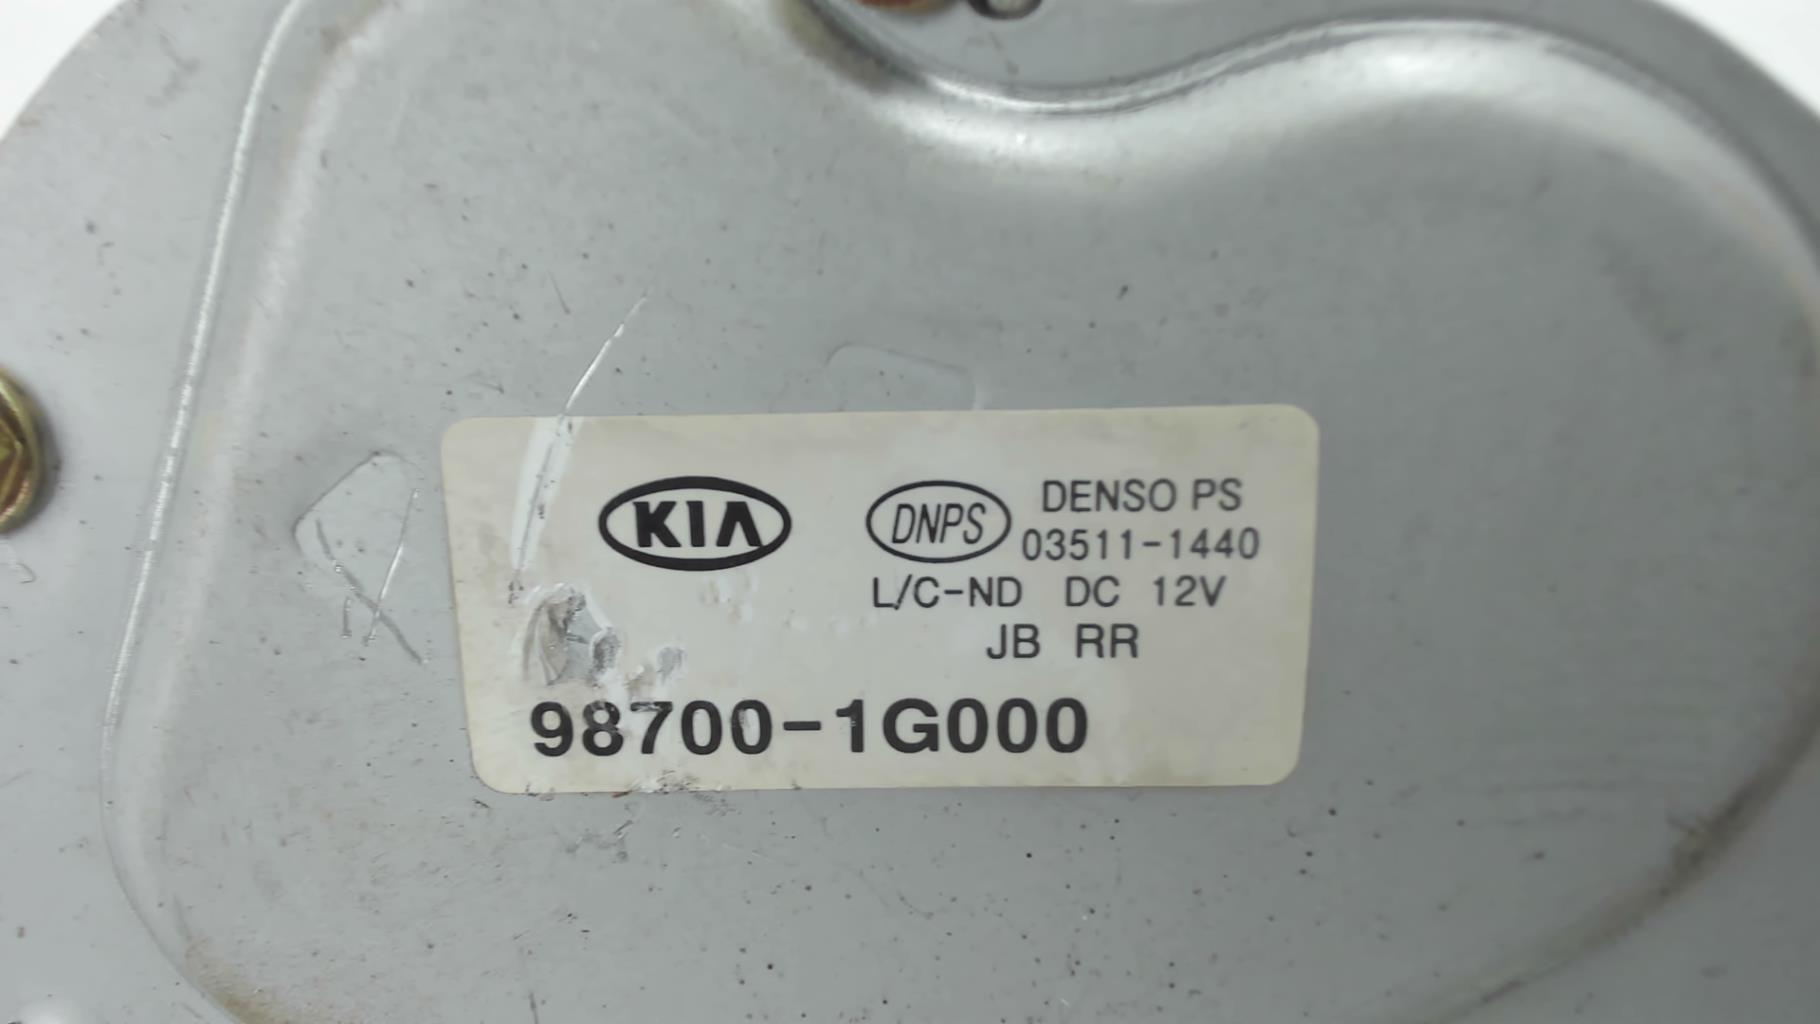 KIA DNPS DENSO PS
03511-1440
L/C-ND DC 12V
JB RR
98700-1G000